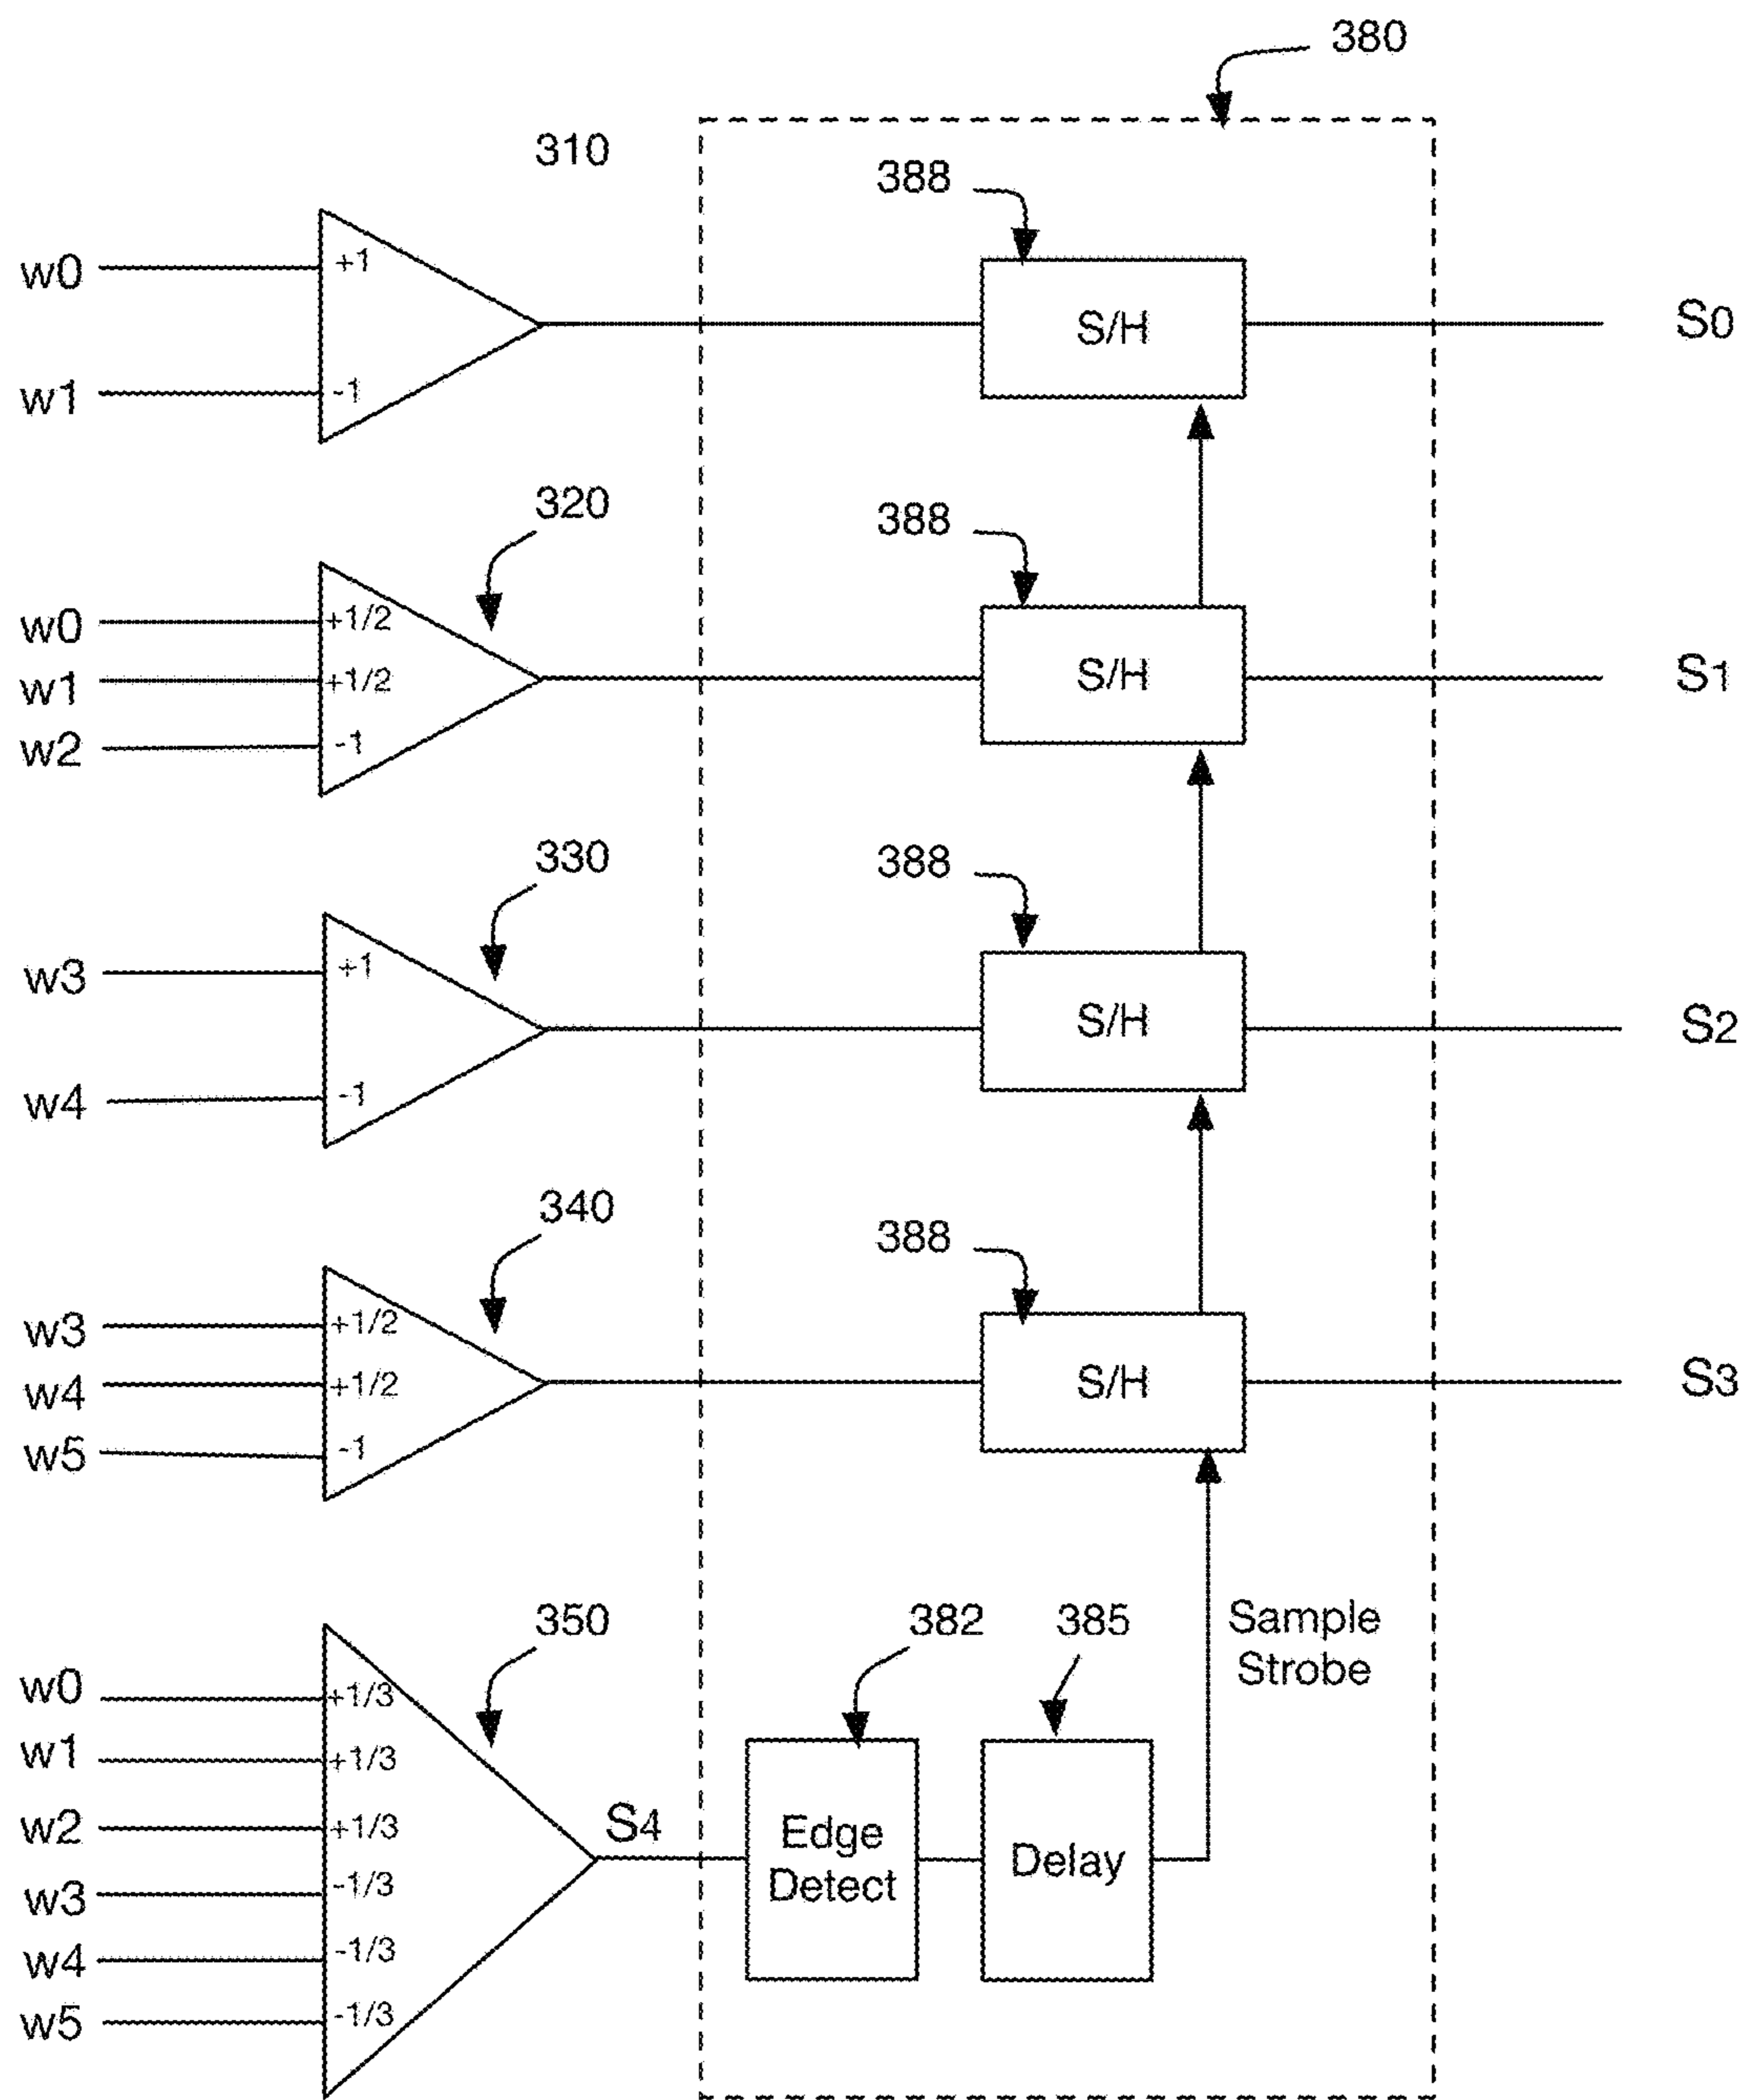 380
310
388
w0
+1
S/H
S0
w1
-1
320
388
w0
+1/2
w1
+1/2
S/H
S1
w2
-1
330
388
w3
+1
S/H
S2
w4
-1
340
388
w3
+1/2
w4
+1/2
S/H
S3
w5
-1
350
382
385
Sample
Strobe
w0
+1/3
w1
+1/3
w2
+1/3
S4
Edge
Detect
Delay
w3
-1/3
w4
-1/3
w5
-1/3